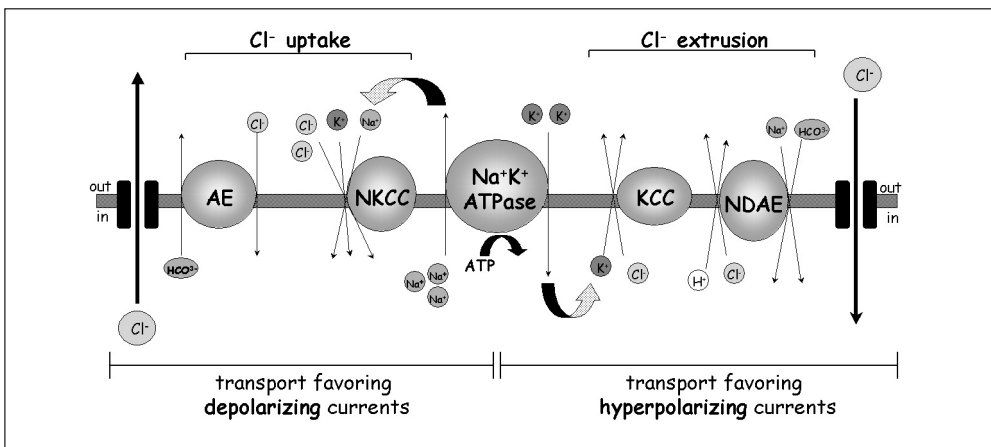 Cl⁻ uptake
Cl⁻ extrusion
Cl⁻
Cl⁻
K⁺
Na⁺
K⁺
K⁺
Cl⁻
Cl⁻
Na⁺
HCO³⁻
out
in
AE
NKCC
Na⁺K⁺
ATPase
KCC
NDAE
out
in
HCO³⁻
Na⁺
Na⁺
Na⁺
ATP
K⁺
Cl⁻
H⁺
Cl⁻
Cl⁻
transport favoring
depolarizing currents
transport favoring
hyperpolarizing currents